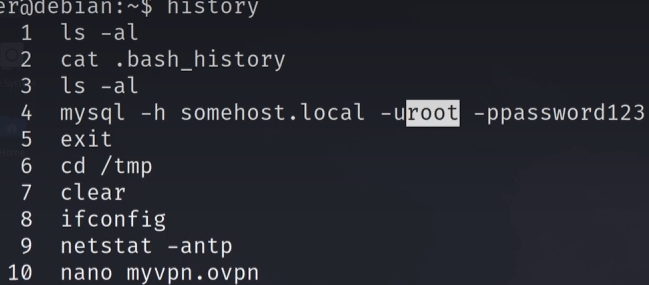 er@debian:~$ history
1 ls -al
2 cat .bash_history
3 ls -al
4 mysql -h somehost.local -uroot -ppassword123
5 exit
6 cd /tmp
7 clear
8 ifconfig
9 netstat -antp
10 nano myvpn.ovpn